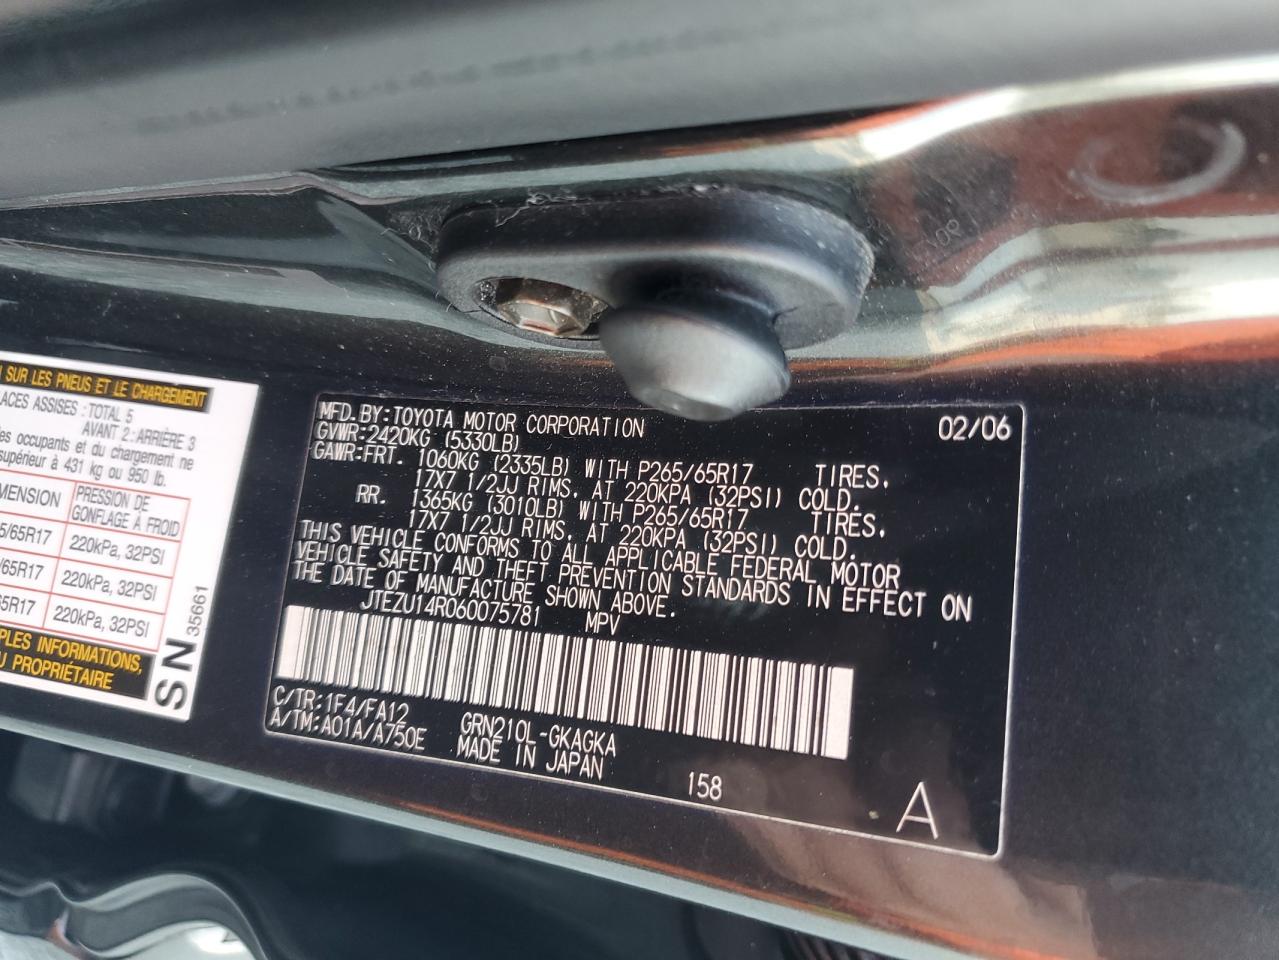 SUR LES PNEUS ET LE CHARGEMENT
ASSISES : TOTAL 5
AVANT 2 : ARRIÈRE 3
occupants et du chargement ne
supérieur à 431 kg ou 950 lb.
PRESSION DE
GONFLAGE À FROID
/65R17 220kPa, 32PSI
/65R17 220kPa, 32PSI
65R17 220kPa, 32PSI
INFORMATIONS,
PROPRIÉTAIRE
SN 35661
MFD.BY:TOYOTA MOTOR CORPORATION 02/06
GVWR:2420KG (5330LB)
GAWR:FRT. 1060KG (2335LB) WITH P265/65R17 TIRES.
17X7 1/2JJ RIMS, AT 220KPA (32PSI) COLD.
RR. 1365KG (3010LB) WITH P265/65R17 TIRES.
17X7 1/2JJ RIMS, AT 220KPA (32PSI) COLD.
THIS VEHICLE CONFORMS TO ALL APPLICABLE FEDERAL MOTOR
VEHICLE SAFETY AND THEFT PREVENTION STANDARDS IN EFFECT ON
THE DATE OF MANUFACTURE SHOWN ABOVE.
JTEZU14R060075781 MPV
C/TR:1F4/FA12
A/TM:A01A/A750E
GRN210L-GKAGKA
MADE IN JAPAN
158
A